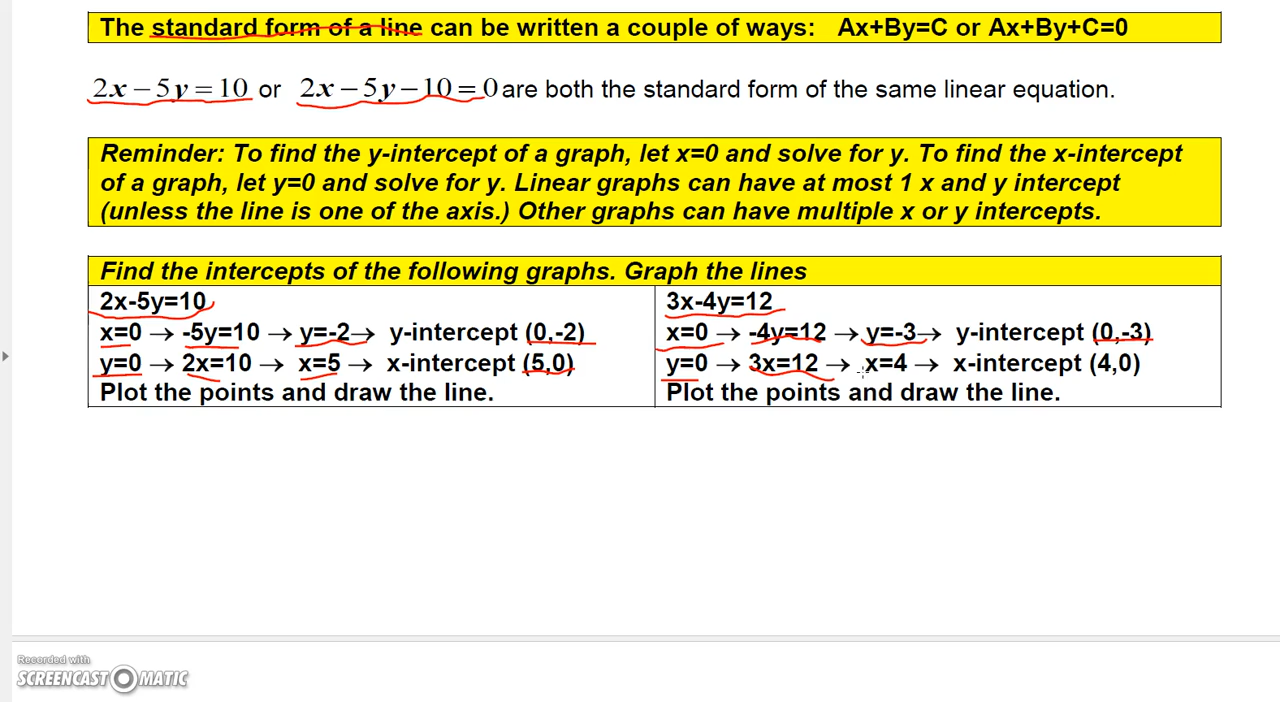 The standard form of a line can be written a couple of ways: Ax+By=C or Ax+By+C=0
2x − 5y = 10 or 2x − 5y − 10 = 0 are both the standard form of the same linear equation.
Reminder: To find the y-intercept of a graph, let x=0 and solve for y. To find the x-intercept
of a graph, let y=0 and solve for y. Linear graphs can have at most 1 x and y intercept
(unless the line is one of the axis.) Other graphs can have multiple x or y intercepts.
Find the intercepts of the following graphs. Graph the lines
2x-5y=10
x=0 → -5y=10 → y=-2→ y-intercept (0,-2)
y=0 → 2x=10 → x=5 → x-intercept (5,0)
Plot the points and draw the line.
3x-4y=12
x=0 → -4y=12 → y=-3→ y-intercept (0,-3)
y=0 → 3x=12 → x=4 → x-intercept (4,0)
Plot the points and draw the line.
Recorded with
SCREENCAST MATIC